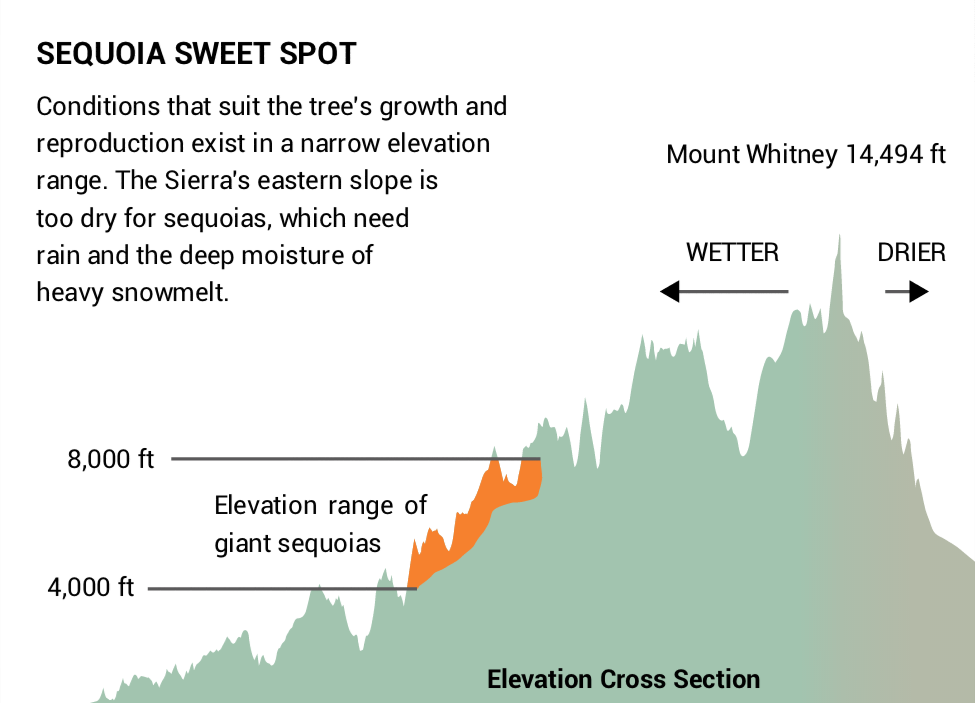 SEQUOIA SWEET SPOT
Conditions that suit the tree's growth and
reproduction exist in a narrow elevation
range. The Sierra's eastern slope is
too dry for sequoias, which need
rain and the deep moisture of
heavy snowmelt.
Mount Whitney 14,494 ft
WETTER
DRIER
8,000 ft
Elevation range of
giant sequoias
4,000 ft
Elevation Cross Section